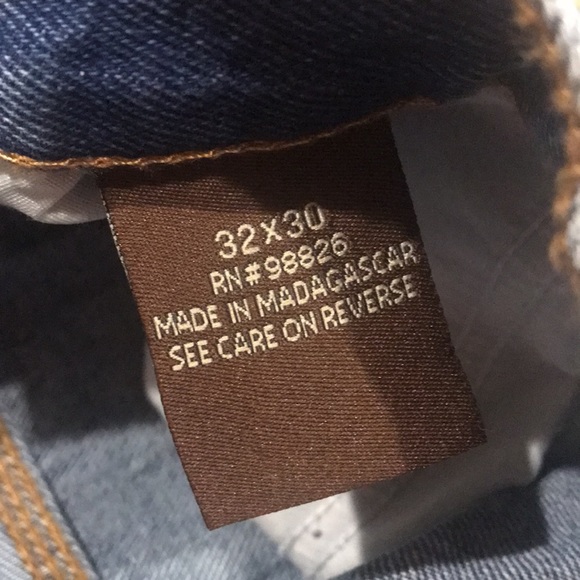 32X30
RN#98826
MADE IN MADAGASCAR
SEE CARE ON REVERSE